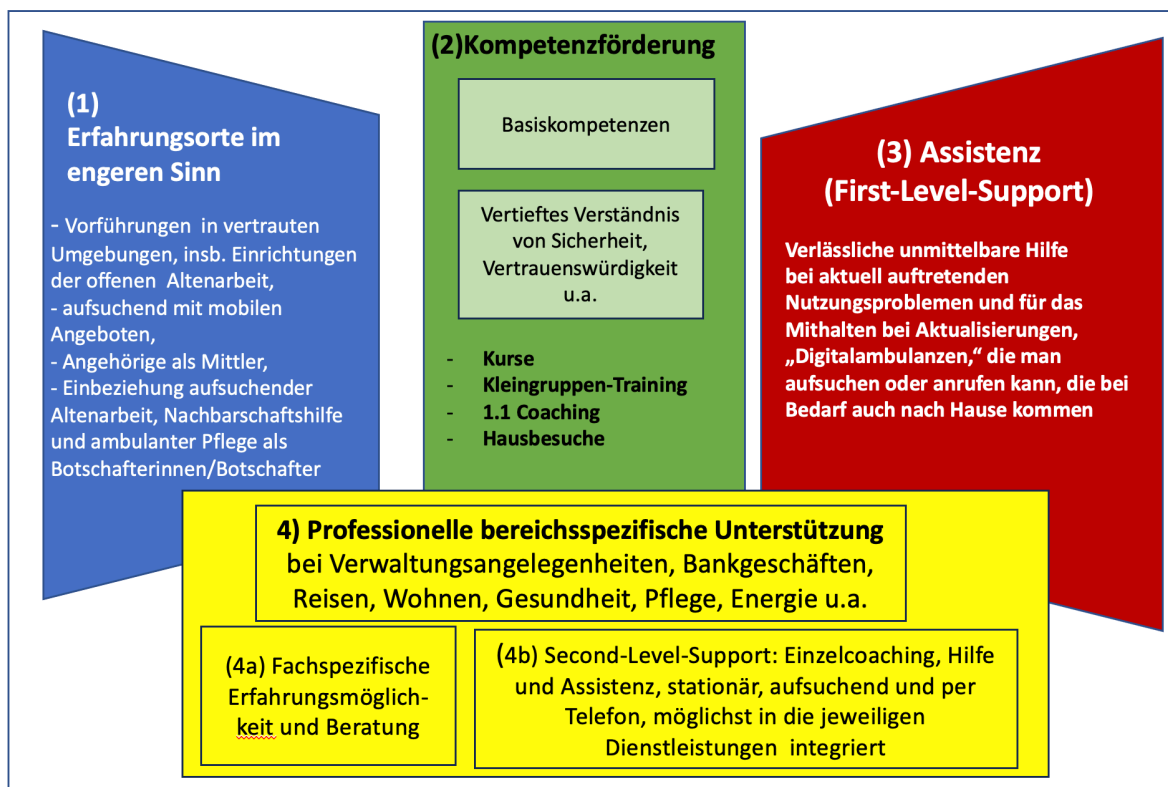 (1)
Erfahrungsorte im
engeren Sinn
- Vorführungen in vertrauten
Umgebungen, insb. Einrichtungen
der offenen Altenarbeit,
- aufsuchend mit mobilen
Angeboten,
- Angehörige als Mittler,
- Einbeziehung aufsuchender
Altenarbeit, Nachbarschaftshilfe
und ambulanter Pflege als
Botschafterinnen/Botschafter
(2)Kompetenzförderung
Basiskompetenzen
Vertieftes Verständnis
von Sicherheit,
Vertrauenswürdigkeit
u.a.
- Kurse
- Kleingruppen-Training
- 1.1 Coaching
- Hausbesuche
(3) Assistenz
(First-Level-Support)
Verlässliche unmittelbare Hilfe
bei aktuell auftretenden
Nutzungsproblemen und für das
Mithalten bei Aktualisierungen,
„Digitalambulanzen,“ die man
aufsuchen oder anrufen kann, die bei
Bedarf auch nach Hause kommen
4) Professionelle bereichsspezifische Unterstützung
bei Verwaltungsangelegenheiten, Bankgeschäften,
Reisen, Wohnen, Gesundheit, Pflege, Energie u.a.
(4a) Fachspezifische
Erfahrungsmöglich-
keit und Beratung
(4b) Second-Level-Support: Einzelcoaching, Hilfe
und Assistenz, stationär, aufsuchend und per
Telefon, möglichst in die jeweiligen
Dienstleistungen integriert